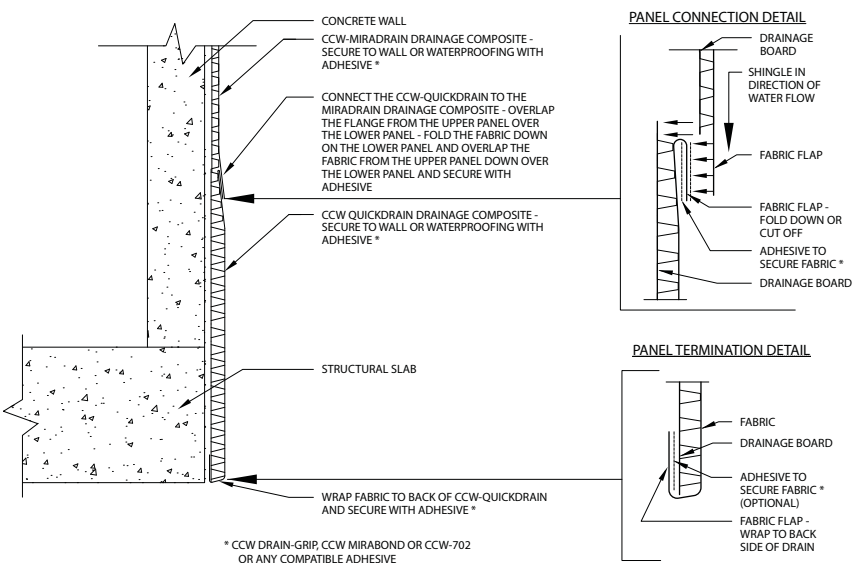 CONCRETE WALL
CCW-MIRADRAIN DRAINAGE COMPOSITE -
SECURE TO WALL OR WATERPROOFING WITH
ADHESIVE *
CONNECT THE CCW-QUICKDRAIN TO THE
MIRADRAIN DRAINAGE COMPOSITE - OVERLAP
THE FLANGE FROM THE UPPER PANEL OVER
THE LOWER PANEL - FOLD THE FABRIC DOWN
ON THE LOWER PANEL AND OVERLAP THE
FABRIC FROM THE UPPER PANEL DOWN OVER
THE LOWER PANEL AND SECURE WITH
ADHESIVE
CCW QUICKDRAIN DRAINAGE COMPOSITE -
SECURE TO WALL OR WATERPROOFING WITH
ADHESIVE *
STRUCTURAL SLAB
WRAP FABRIC TO BACK OF CCW-QUICKDRAIN
AND SECURE WITH ADHESIVE *
* CCW DRAIN-GRIP, CCW MIRABOND OR CCW-702
OR ANY COMPATIBLE ADHESIVE
PANEL CONNECTION DETAIL
DRAINAGE
BOARD
SHINGLE IN
DIRECTION OF
WATER FLOW
FABRIC FLAP
FABRIC FLAP -
FOLD DOWN OR
CUT OFF
ADHESIVE TO
SECURE FABRIC *
DRAINAGE BOARD
PANEL TERMINATION DETAIL
FABRIC
DRAINAGE BOARD
ADHESIVE TO
SECURE FABRIC *
(OPTIONAL)
FABRIC FLAP -
WRAP TO BACK
SIDE OF DRAIN